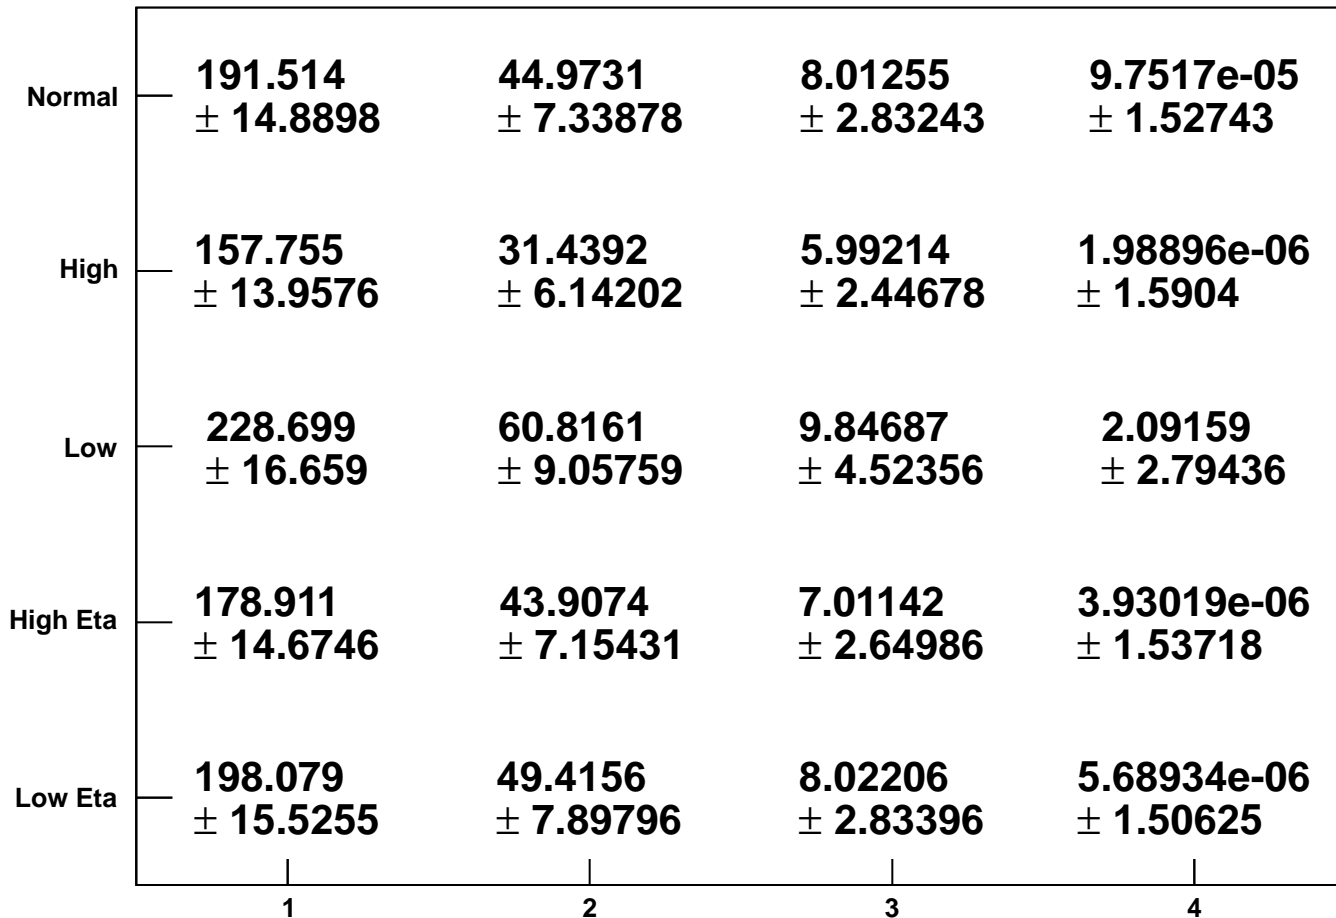 Normal 191.514 44.9731 8.01255 9.7517e-05
± 14.8898 ± 7.33878 ± 2.83243 ± 1.52743
High 157.755 31.4392 5.99214 1.98896e-06
± 13.9576 ± 6.14202 ± 2.44678 ± 1.5904
Low 228.699 60.8161 9.84687 2.09159
± 16.659 ± 9.05759 ± 4.52356 ± 2.79436
High Eta 178.911 43.9074 7.01142 3.93019e-06
± 14.6746 ± 7.15431 ± 2.64986 ± 1.53718
Low Eta 198.079 49.4156 8.02206 5.68934e-06
± 15.5255 ± 7.89796 ± 2.83396 ± 1.50625
1 2 3 4